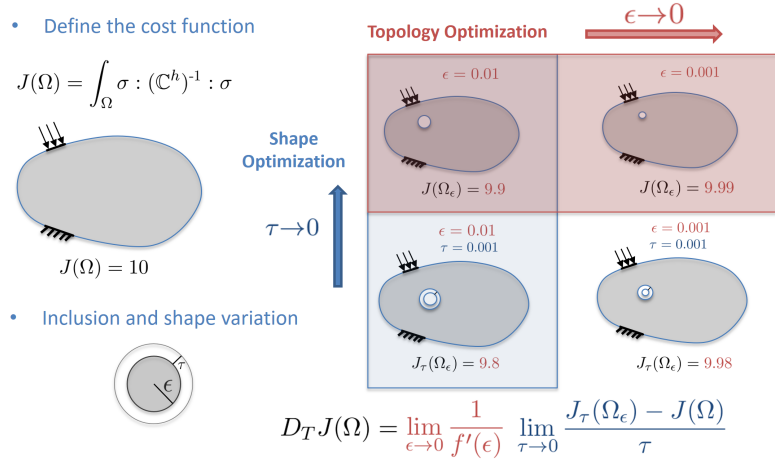 • Define the cost function
J(Ω) = ∫_Ω σ : (ℂ^h)^-1 : σ
J(Ω) = 10
• Inclusion and shape variation
τ
ϵ
Topology Optimization
ϵ→0
Shape
Optimization
τ→0
ϵ = 0.01
J(Ω_ϵ) = 9.9
ϵ = 0.001
J(Ω_ϵ) = 9.99
ϵ = 0.01
τ = 0.001
J_τ(Ω_ϵ) = 9.8
ϵ = 0.001
τ = 0.001
J_τ(Ω_ϵ) = 9.98
D_T J(Ω) = lim_{ϵ→0} 1/f′(ϵ) lim_{τ→0} (J_τ(Ω_ϵ) − J(Ω))/τ